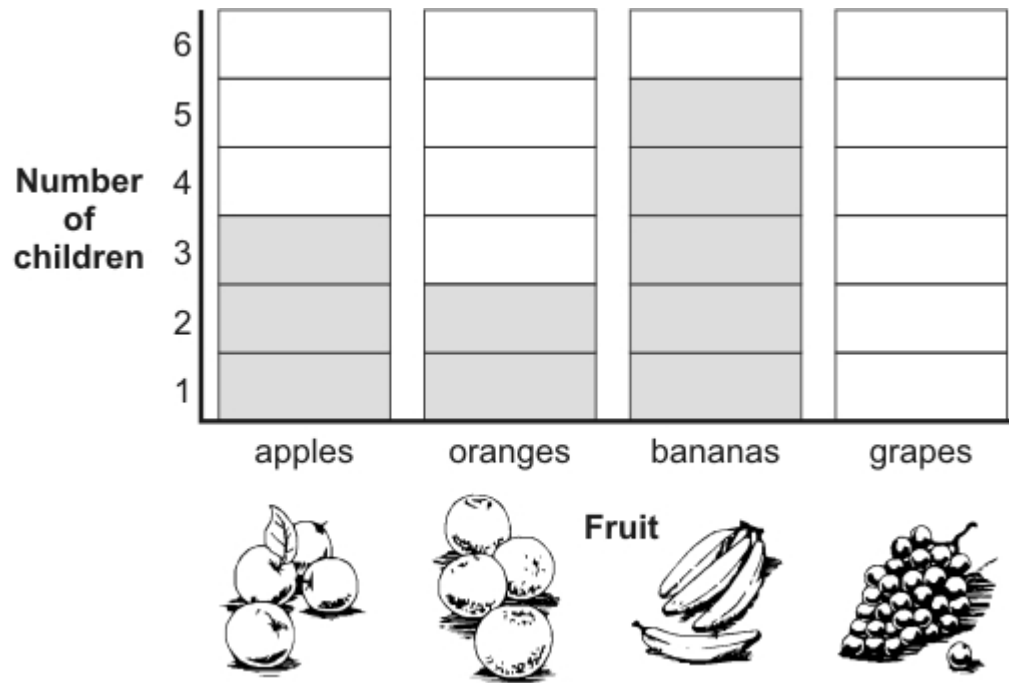 6
5
4
3
2
1
Number
of
children
apples oranges bananas grapes
Fruit